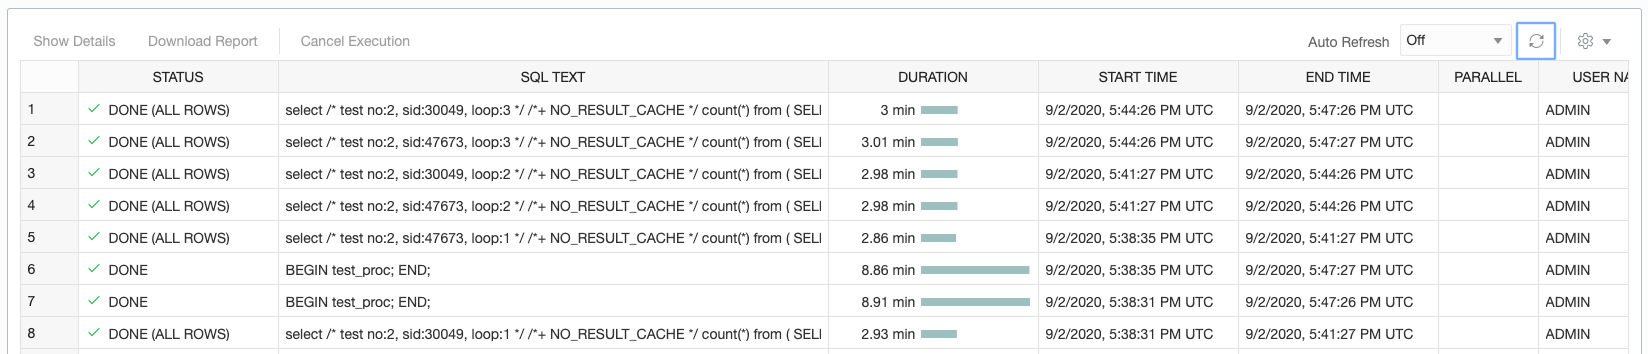 Show Details Download Report Cancel Execution Auto Refresh Off
STATUS SQL TEXT DURATION START TIME END TIME PARALLEL USER NA
1 DONE (ALL ROWS) select /* test no:2, sid:30049, loop:3 */ /*+ NO_RESULT_CACHE */ count(*) from ( SELI 3 min 9/2/2020, 5:44:26 PM UTC 9/2/2020, 5:47:26 PM UTC ADMIN
2 DONE (ALL ROWS) select /* test no:2, sid:47673, loop:3 */ /*+ NO_RESULT_CACHE */ count(*) from ( SELI 3.01 min 9/2/2020, 5:44:26 PM UTC 9/2/2020, 5:47:27 PM UTC ADMIN
3 DONE (ALL ROWS) select /* test no:2, sid:30049, loop:2 */ /*+ NO_RESULT_CACHE */ count(*) from ( SELI 2.98 min 9/2/2020, 5:41:27 PM UTC 9/2/2020, 5:44:26 PM UTC ADMIN
4 DONE (ALL ROWS) select /* test no:2, sid:47673, loop:2 */ /*+ NO_RESULT_CACHE */ count(*) from ( SELI 2.98 min 9/2/2020, 5:41:27 PM UTC 9/2/2020, 5:44:26 PM UTC ADMIN
5 DONE (ALL ROWS) select /* test no:2, sid:47673, loop:1 */ /*+ NO_RESULT_CACHE */ count(*) from ( SELI 2.86 min 9/2/2020, 5:38:35 PM UTC 9/2/2020, 5:41:27 PM UTC ADMIN
6 DONE BEGIN test_proc; END; 8.86 min 9/2/2020, 5:38:35 PM UTC 9/2/2020, 5:47:27 PM UTC ADMIN
7 DONE BEGIN test_proc; END; 8.91 min 9/2/2020, 5:38:31 PM UTC 9/2/2020, 5:47:26 PM UTC ADMIN
8 DONE (ALL ROWS) select /* test no:2, sid:30049, loop:1 */ /*+ NO_RESULT_CACHE */ count(*) from ( SELI 2.93 min 9/2/2020, 5:38:31 PM UTC 9/2/2020, 5:41:27 PM UTC ADMIN